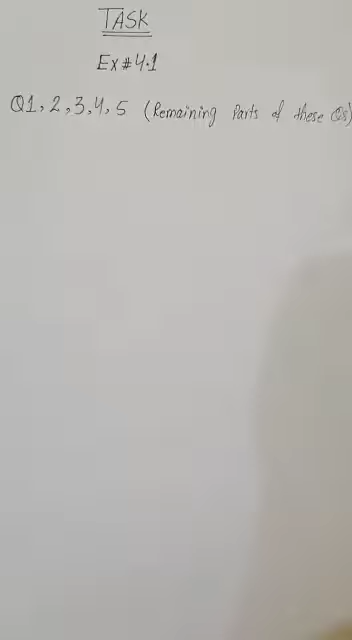 TASK
Ex#4.1
Q1,2,3,4,5 (Remaining Parts of these Qs)